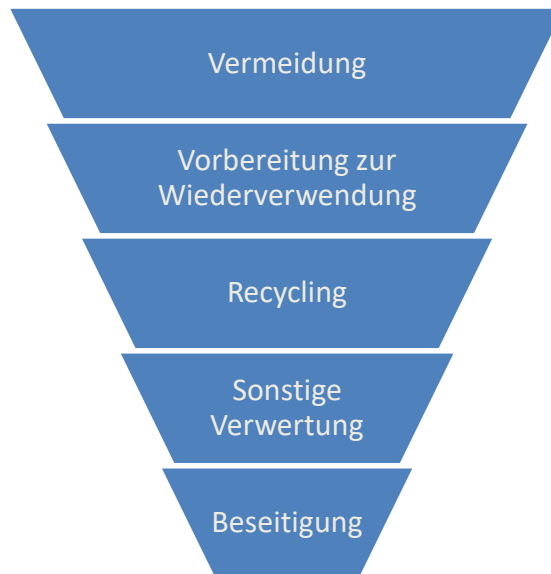 Vermeidung
Vorbereitung zur
Wiederverwendung
Recycling
Sonstige
Verwertung
Beseitigung